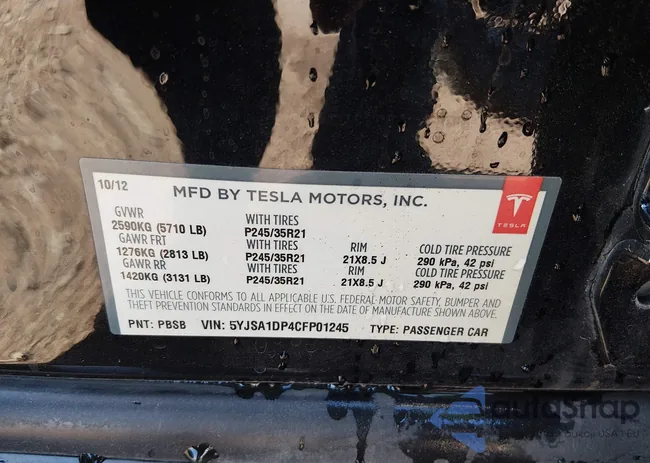 10/12
MFD BY TESLA MOTORS, INC.
TESLA
GVWR WITH TIRES
2590KG (5710 LB) P245/35R21
GAWR FRT WITH TIRES RIM COLD TIRE PRESSURE
1276KG (2813 LB) P245/35R21 21X8.5 J 290 kPa, 42 psi
GAWR RR WITH TIRES RIM COLD TIRE PRESSURE
1420KG (3131 LB) P245/35R21 21X8.5 J 290 kPa, 42 psi
THIS VEHICLE CONFORMS TO ALL APPLICABLE U.S. FEDERAL MOTOR SAFETY, BUMPER AND
THEFT PREVENTION STANDARDS IN EFFECT ON THE DATE OF MANUFACTURE SHOWN ABOVE.
PNT: PBSB VIN: 5YJSA1DP4CFP01245 TYPE: PASSENGER CAR
autoSnap